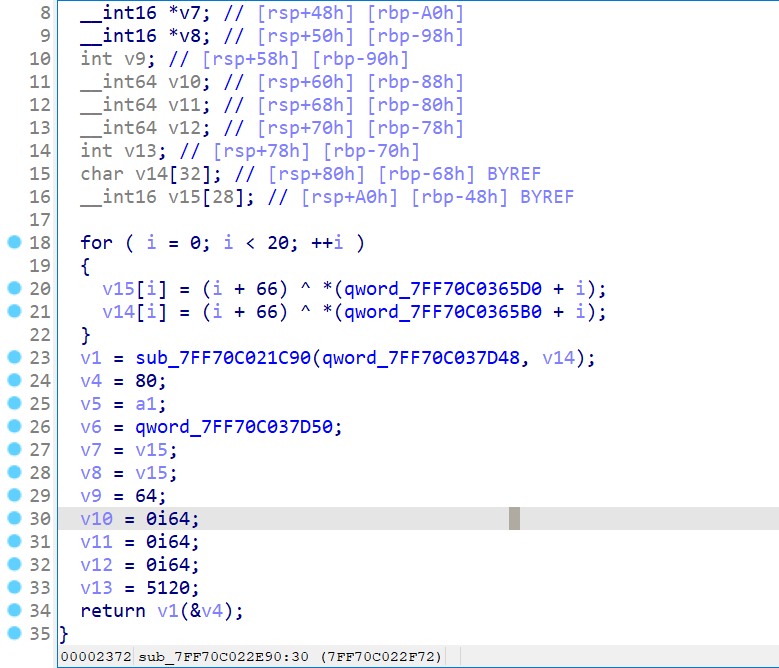 8 __int16 *v7; // [rsp+48h] [rbp-A0h]
9 __int16 *v8; // [rsp+50h] [rbp-98h]
10 int v9; // [rsp+58h] [rbp-90h]
11 __int64 v10; // [rsp+60h] [rbp-88h]
12 __int64 v11; // [rsp+68h] [rbp-80h]
13 __int64 v12; // [rsp+70h] [rbp-78h]
14 int v13; // [rsp+78h] [rbp-70h]
15 char v14[32]; // [rsp+80h] [rbp-68h] BYREF
16 __int16 v15[28]; // [rsp+A0h] [rbp-48h] BYREF
17
18 for ( i = 0; i < 20; ++i )
19 {
20 v15[i] = (i + 66) ^ *(qword_7FF70C0365D0 + i);
21 v14[i] = (i + 66) ^ *(qword_7FF70C0365B0 + i);
22 }
23 v1 = sub_7FF70C021C90(qword_7FF70C037D48, v14);
24 v4 = 80;
25 v5 = a1;
26 v6 = qword_7FF70C037D50;
27 v7 = v15;
28 v8 = v15;
29 v9 = 64;
30 v10 = 0i64;
31 v11 = 0i64;
32 v12 = 0i64;
33 v13 = 5120;
34 return v1(&v4);
35 }
00002372 sub_7FF70C022E90:30 (7FF70C022F72)